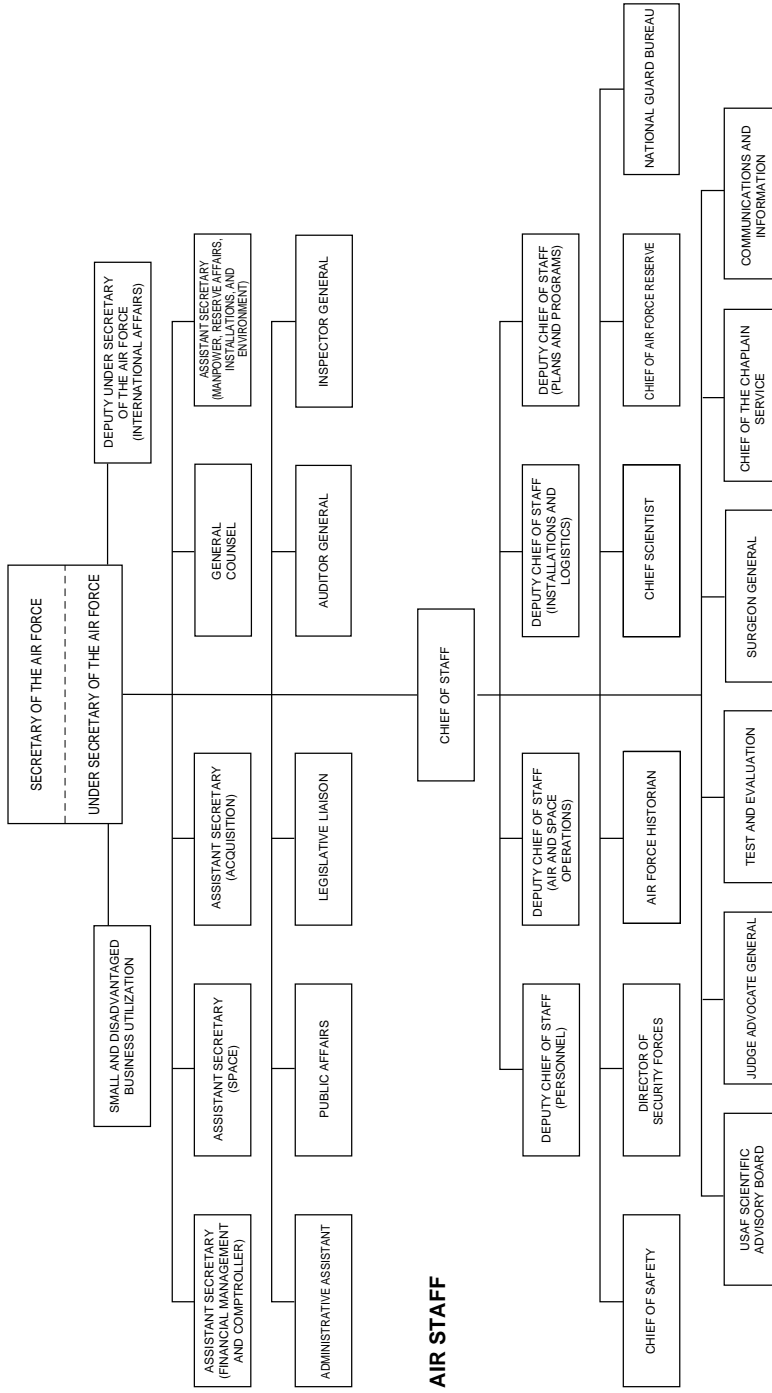 SECRETARY OF THE AIR FORCE
UNDER SECRETARY OF THE AIR FORCE
SMALL AND DISADVANTAGED
BUSINESS UTILIZATION
DEPUTY UNDER SECRETARY
OF THE AIR FORCE
(INTERNATIONAL AFFAIRS)
ASSISTANT SECRETARY
(FINANCIAL MANAGEMENT
AND COMPTROLLER)
ASSISTANT SECRETARY
(SPACE)
ASSISTANT SECRETARY
(ACQUISITION)
GENERAL
COUNSEL
ASSISTANT SECRETARY
(MANPOWER, RESERVE AFFAIRS,
INSTALLATIONS, AND
ENVIRONMENT)
ADMINISTRATIVE ASSISTANT
PUBLIC AFFAIRS
LEGISLATIVE LIAISON
AUDITOR GENERAL
INSPECTOR GENERAL
AIR STAFF
CHIEF OF STAFF
DEPUTY CHIEF OF STAFF
(PERSONNEL)
DEPUTY CHIEF OF STAFF
(AIR AND SPACE
OPERATIONS)
DEPUTY CHIEF OF STAFF
(INSTALLATIONS AND
LOGISTICS)
DEPUTY CHIEF OF STAFF
(PLANS AND PROGRAMS)
CHIEF OF SAFETY
DIRECTOR OF
SECURITY FORCES
AIR FORCE HISTORIAN
CHIEF SCIENTIST
CHIEF OF AIR FORCE RESERVE
NATIONAL GUARD BUREAU
USAF SCIENTIFIC
ADVISORY BOARD
JUDGE ADVOCATE GENERAL
TEST AND EVALUATION
SURGEON GENERAL
CHIEF OF THE CHAPLAIN
SERVICE
COMMUNICATIONS AND
INFORMATION